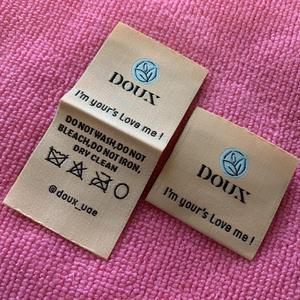 DOUX
I'm your's Love me !
DO NOT WASH,DO NOT
BLEACH,DO NOT IRON,
DRY CLEAN
@doux_uae
DOUX
I'm your's Love me !